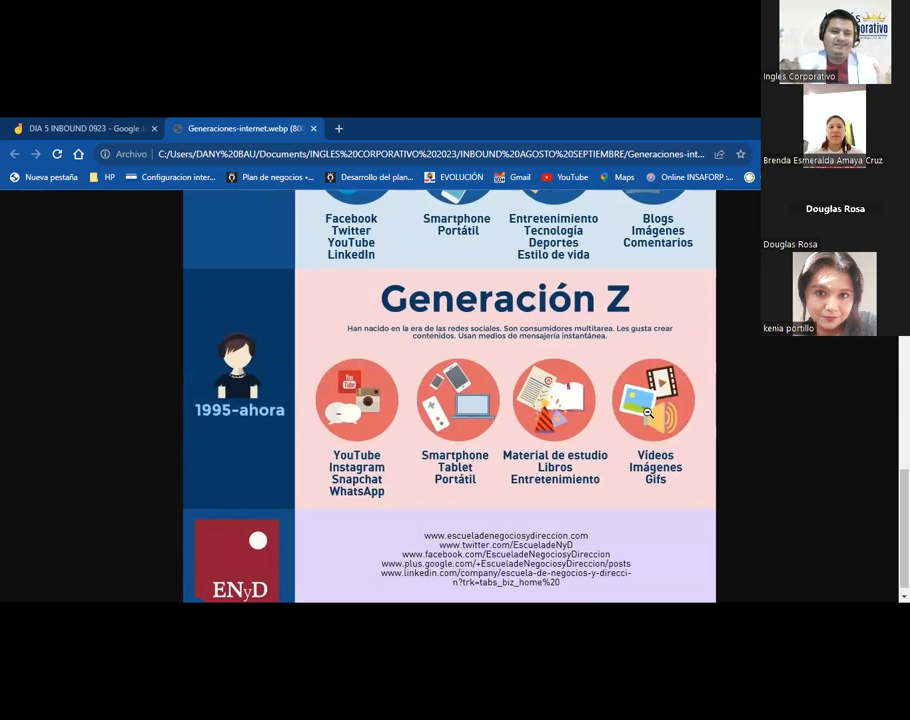 DIA 5 INBOUND 0923 - Google
Generaciones-internet.webp (80
Archivo
C:/Users/DANY%20BAU/Documents/INGLES%20CORPORATIVO%202023/INBOUND%20AGOSTO%20SEPTIEMBRE/Generaciones-int...
Nueva pestaña
HP
Configuracion inter...
Plan de negocios •...
Desarrollo del plan...
EVOLUCIÓN
Gmail
YouTube
Maps
Online INSAFORP :...
Facebook
Twitter
YouTube
LinkedIn
Smartphone
Portátil
Entretenimiento
Tecnología
Deportes
Estilo de vida
Blogs
Imágenes
Comentarios
Generación Z
Han nacido en la era de las redes sociales. Son consumidores multitarea. Les gusta crear
contenidos. Usan medios de mensajería instantánea.
1995-ahora
You
Tube
YouTube
Instagram
Snapchat
WhatsApp
Smartphone
Tablet
Portátil
Material de estudio
Libros
Entretenimiento
Vídeos
Imágenes
Gifs
ENyD
www.escueladenegociosydireccion.com
www.twitter.com/EscueladeNyD
www.facebook.com/EscueladeNegociosyDireccion
www.plus.google.com/+EscueladeNegociosyDireccion/posts
www.linkedin.com/company/escuela-de-negocios-y-direcci-
n?trk=tabs_biz_home%20
Ingles Corporativo
Brenda Esmeralda Amaya Cruz
Douglas Rosa
Douglas Rosa
kenia portillo